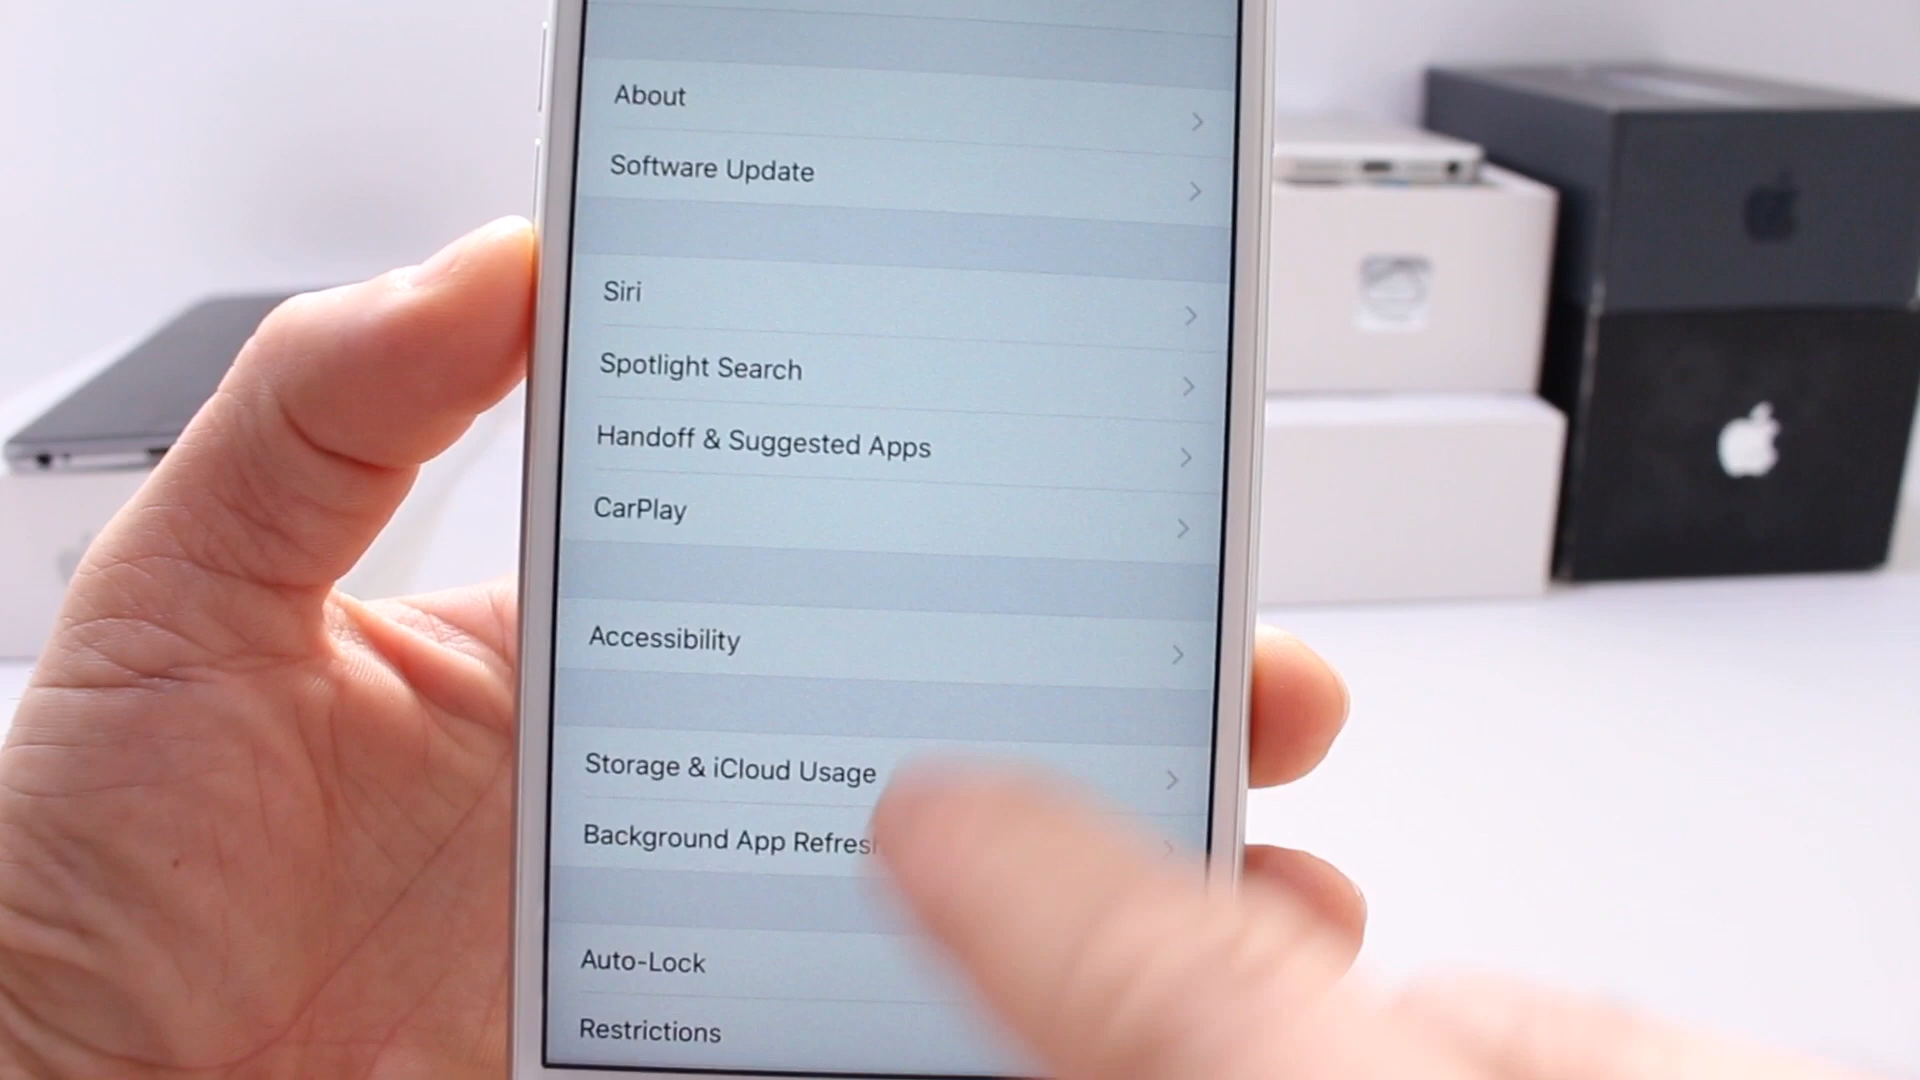 About
Software Update
Siri
Spotlight Search
Handoff & Suggested Apps
CarPlay
Accessibility
Storage & iCloud Usage
Background App Refresh
Auto-Lock
Restrictions